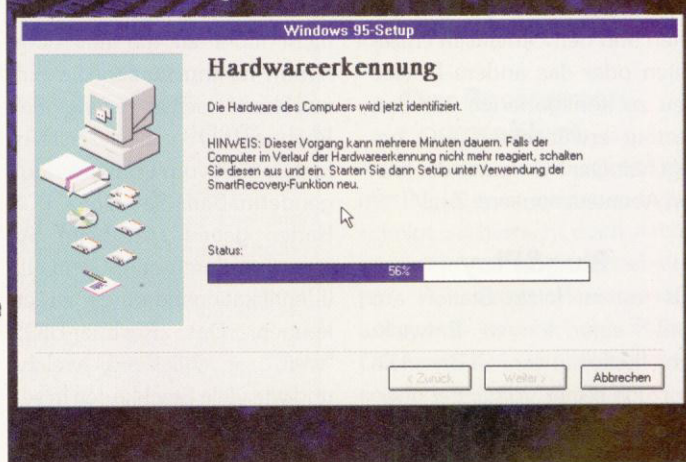 Windows 95-Setup
Hardwareerkennung
Die Hardware des Computers wird jetzt identifiziert.
HINWEIS: Dieser Vorgang kann mehrere Minuten dauern. Falls der
Computer im Verlauf der Hardwareerkennung nicht mehr reagiert, schalten
Sie diesen aus und ein. Starten Sie dann Setup unter Verwendung der
SmartRecovery-Funktion neu.
Status:
56%
< Zurück
Weiter >
Abbrechen